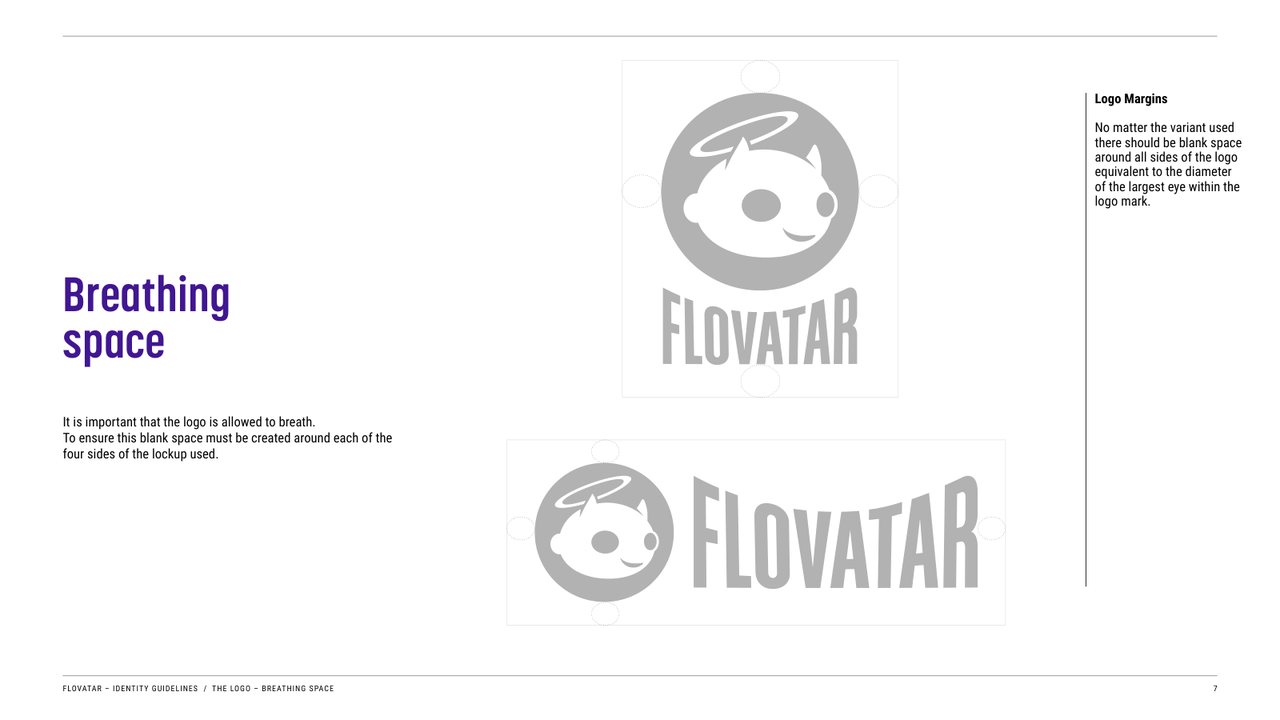 Breathing
space
It is important that the logo is allowed to breath.
To ensure this blank space must be created around each of the
four sides of the lockup used.
FLOVATAR
FLOVATAR
Logo Margins
No matter the variant used
there should be blank space
around all sides of the logo
equivalent to the diameter
of the largest eye within the
logo mark.
FLOVATAR – IDENTITY GUIDELINES / THE LOGO – BREATHING SPACE
7